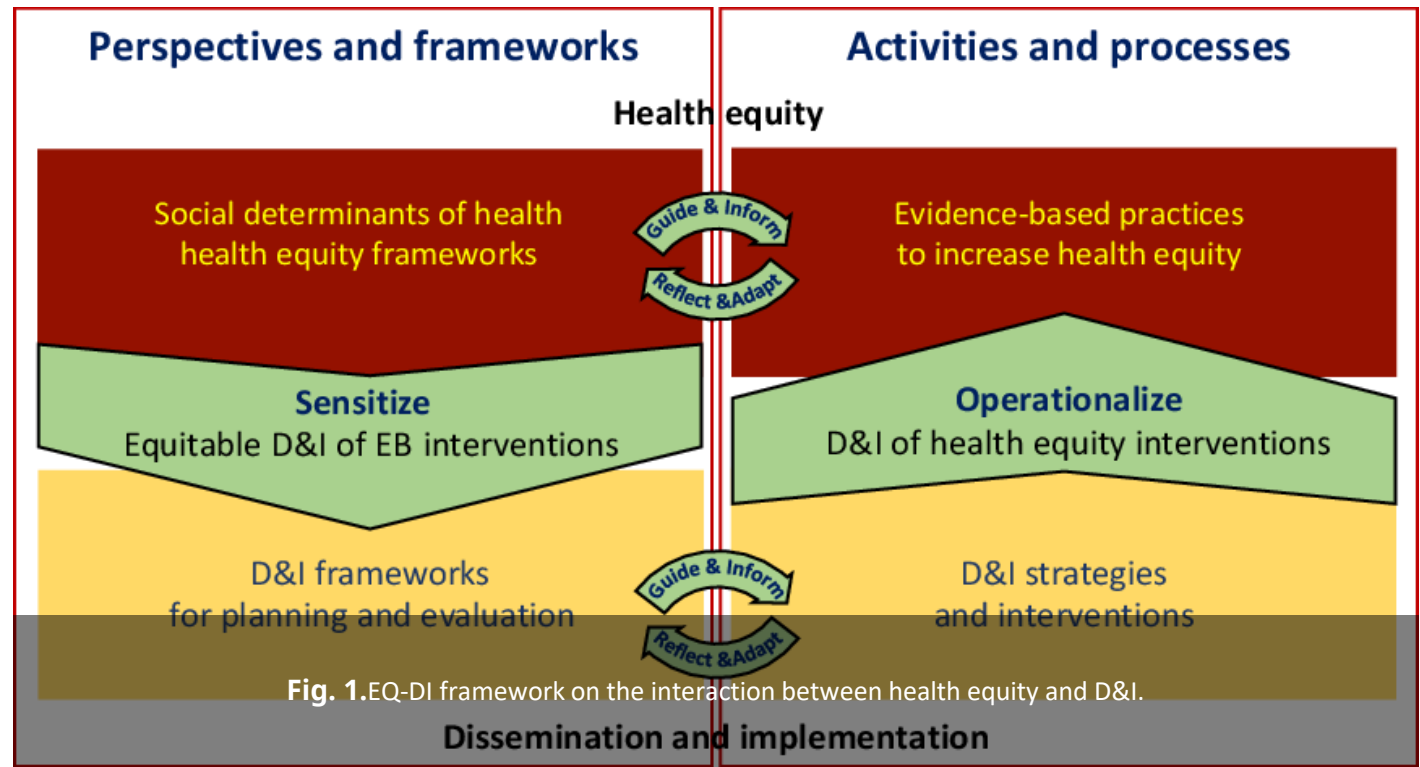 Perspectives and frameworks
Activities and processes
Health equity
Social determinants of health
health equity frameworks
Guide & Inform
Reflect &Adapt
Evidence-based practices
to increase health equity
Sensitize
Equitable D&I of EB interventions
Operationalize
D&I of health equity interventions
D&I frameworks
for planning and evaluation
Guide & Inform
Reflect &Adapt
D&I strategies
and interventions
Fig. 1.EQ-DI framework on the interaction between health equity and D&I.
Dissemination and implementation